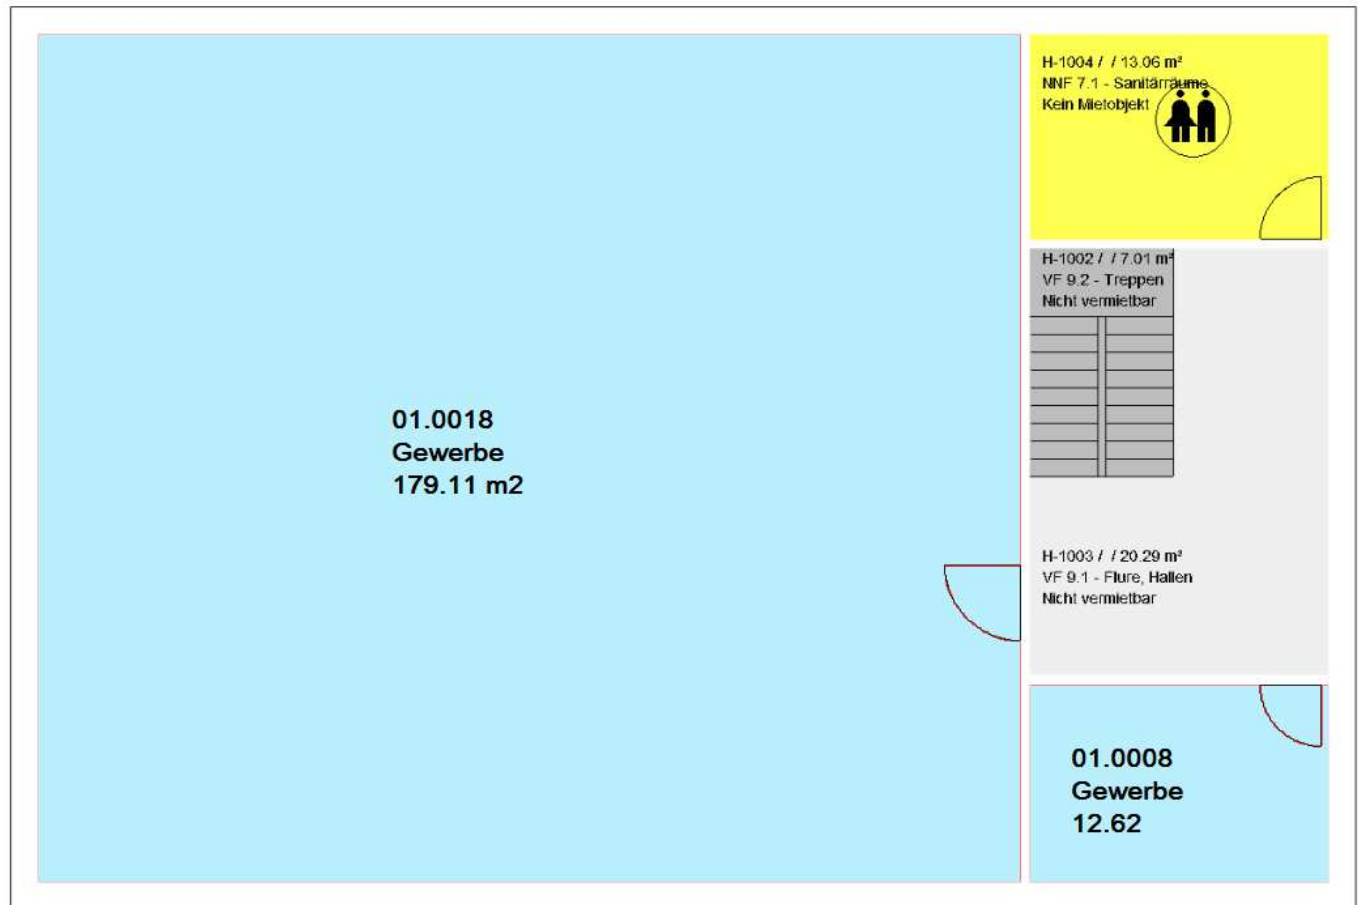 H-1004 / / 13.06 m²
NNF 7.1 - Sanitärräume
Kein Mietobjekt
H-1002 / / 7.01 m²
VF 9.2 - Treppen
Nicht vermietbar
01.0018
Gewerbe
179.11 m2
H-1003 / / 20.29 m²
VF 9.1 - Flure, Hallen
Nicht vermietbar
01.0008
Gewerbe
12.62